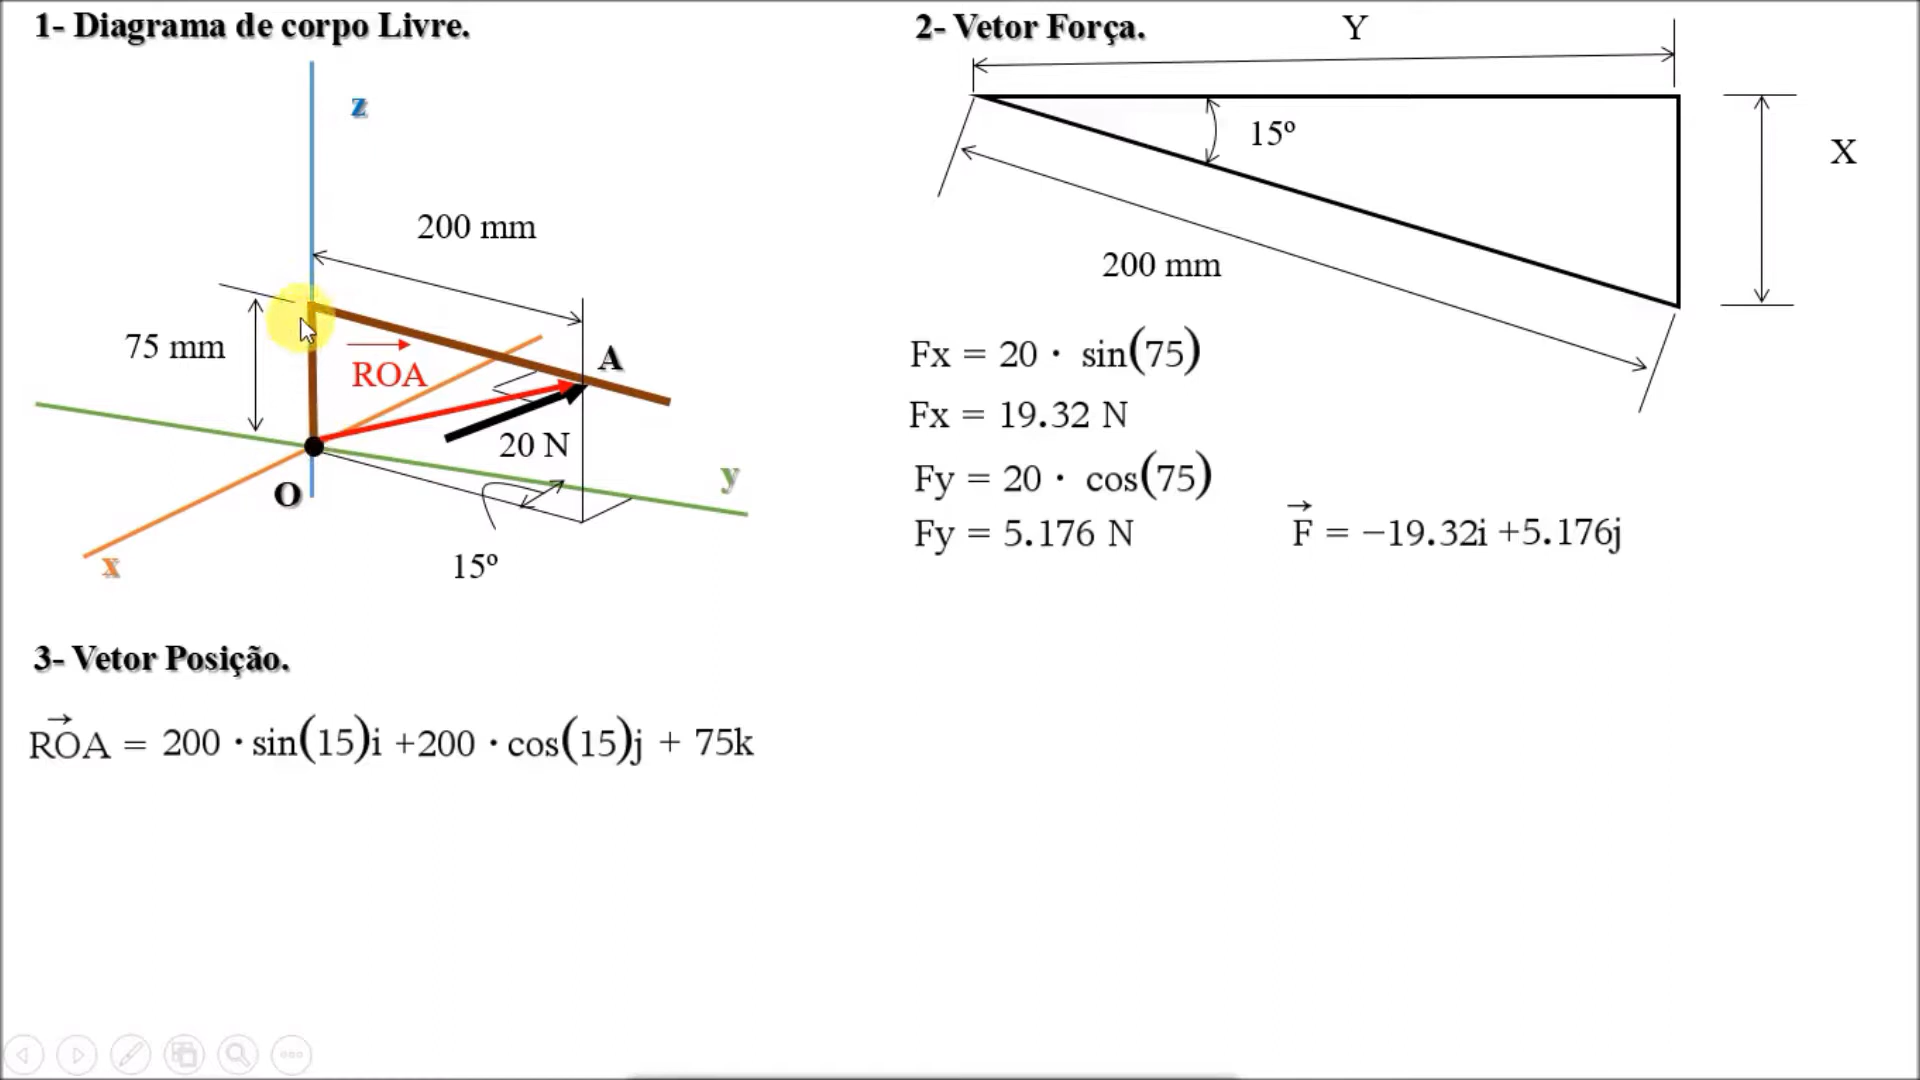 1- Diagrama de corpo Livre.
z
200 mm
75 mm
ROA
A
20 N
O
y
x
15º
2- Vetor Força.
Y
15º
X
200 mm
Fx = 20 · sin(75)
Fx = 19.32 N
Fy = 20 · cos(75)
Fy = 5.176 N
F = −19.32i +5.176j
3- Vetor Posição.
ROA = 200 · sin(15)i +200 · cos(15)j + 75k